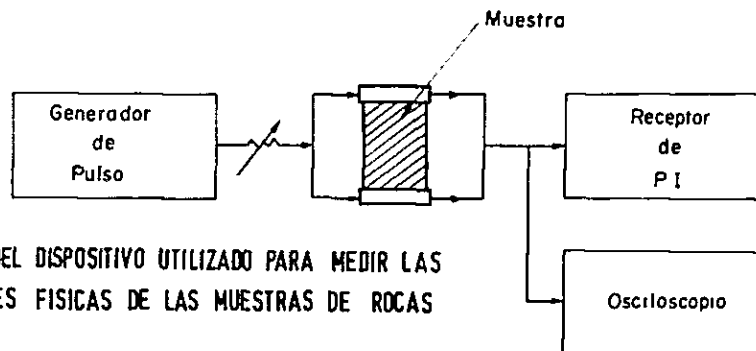 Muestra
Generador
de
Pulso
Receptor
de
P I
EL DISPOSITIVO UTILIZADO PARA MEDIR LAS
ES FISICAS DE LAS MUESTRAS DE ROCAS
Osciloscopio